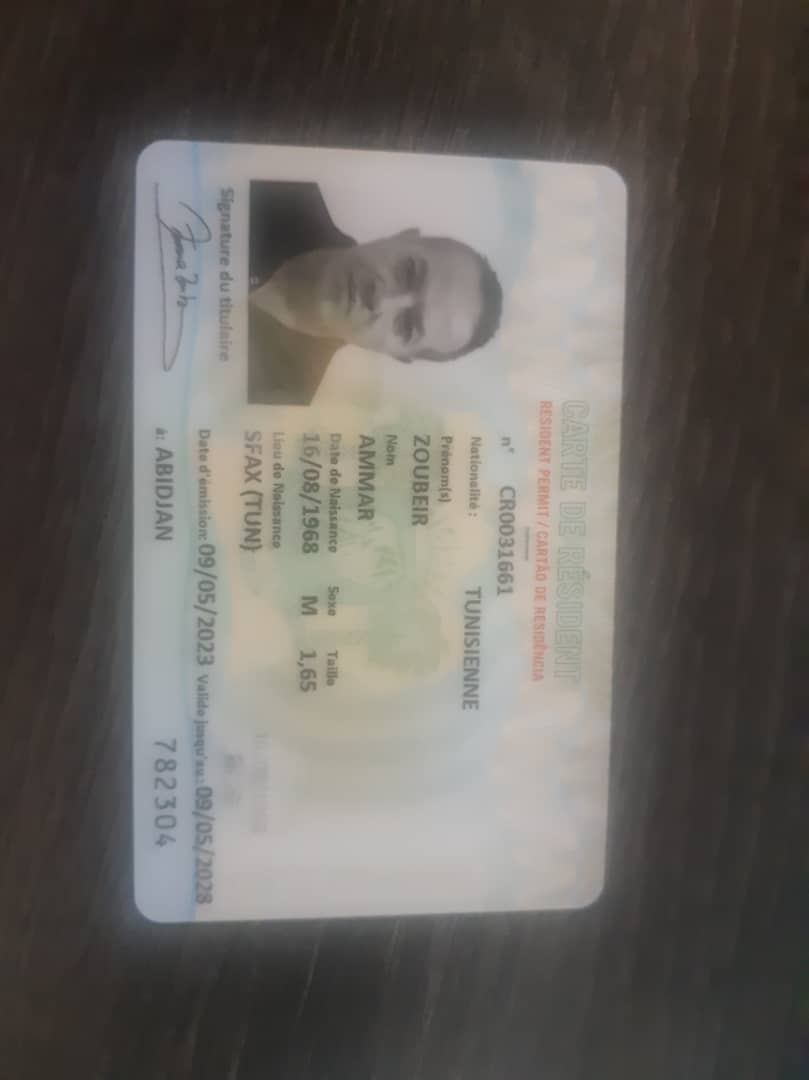 CARTE DE RÉSIDENT
RESIDENT PERMIT / CARTÃO DE RESIDÊNCIA
n° CR0031661
Nationalité : TUNISIENNE
Prénom(s)
ZOUBEIR
Nom
AMMAR
Date de Naissance Sexe Taille
16/08/1968 M 1,65
Lieu de Naissance
SFAX (TUN)
Signature du titulaire
Date d'émission: 09/05/2023 Valide jusqu'au : 09/05/2028
à: ABIDJAN 782304